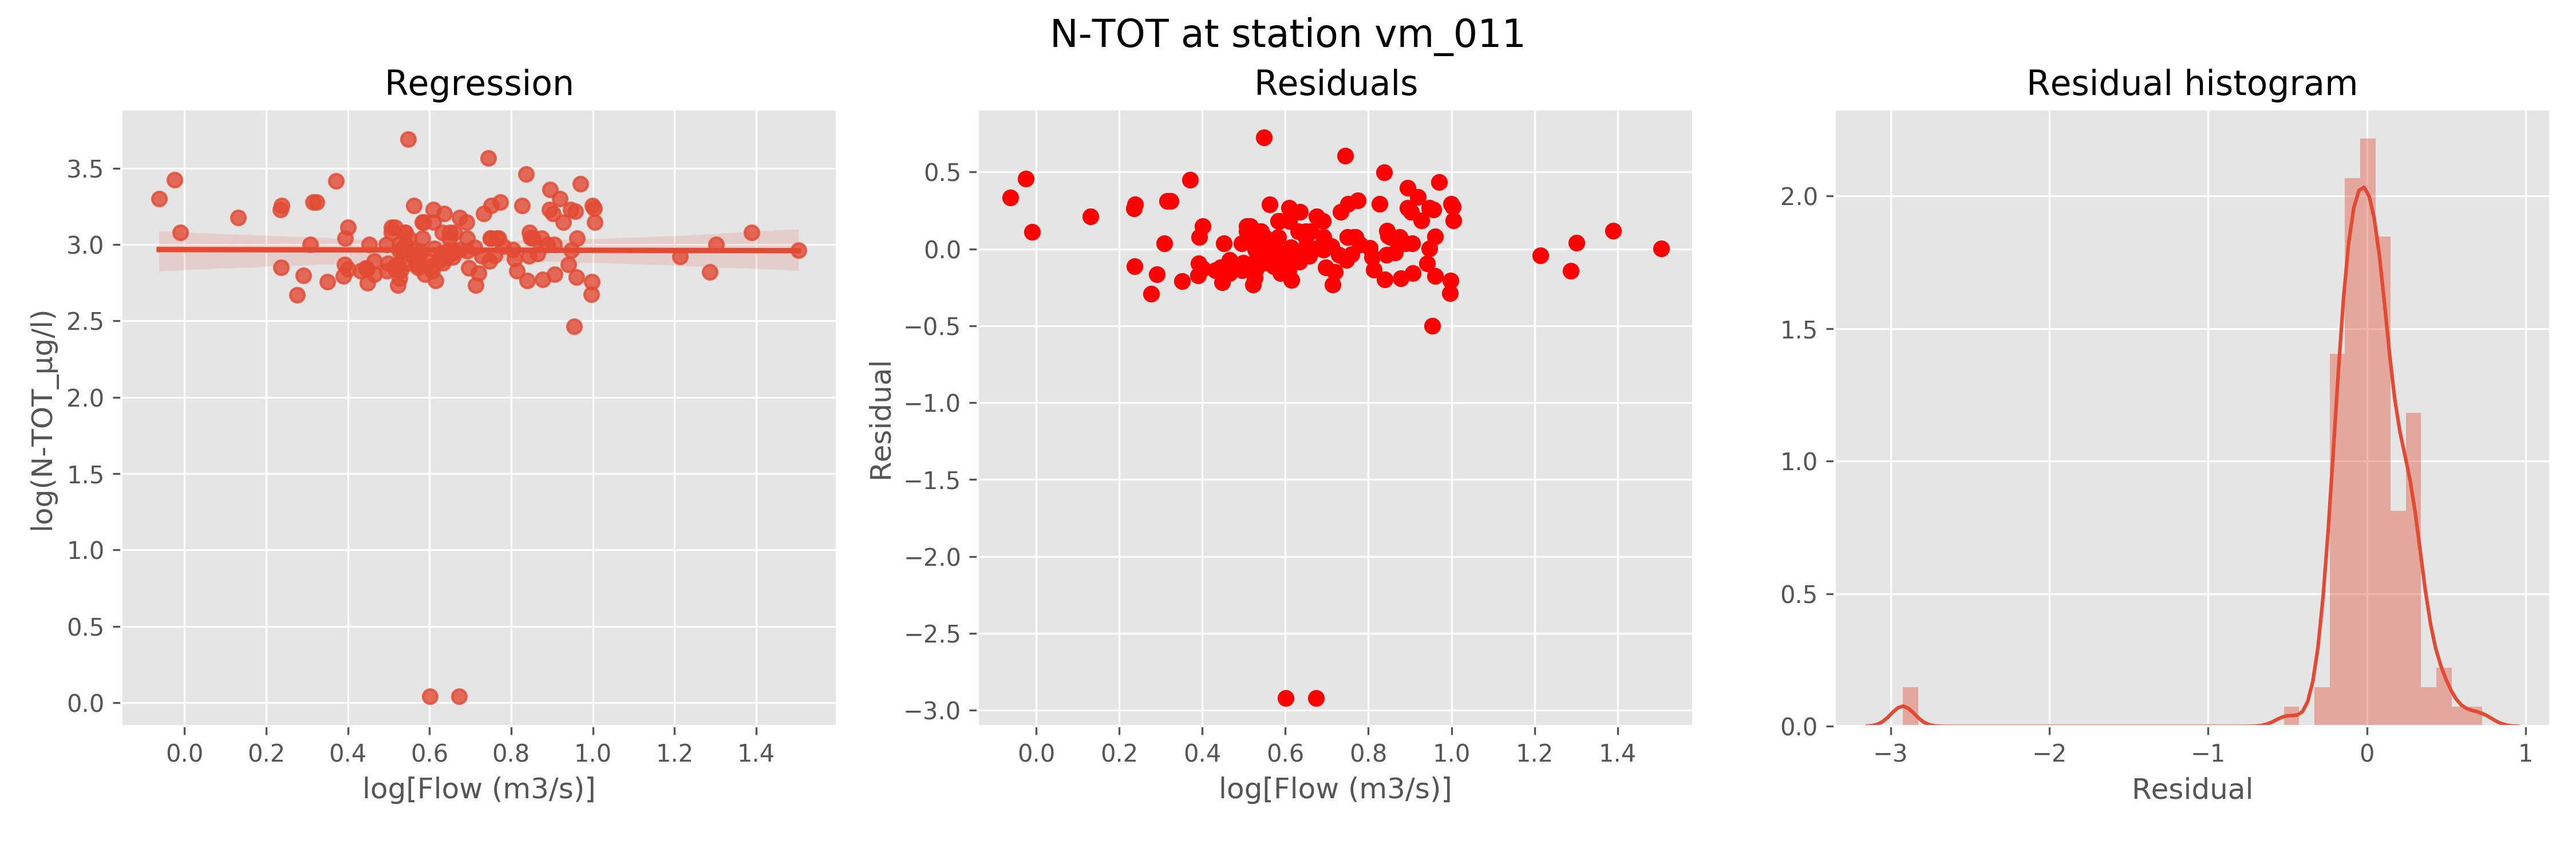 N-TOT at station vm_011
Regression
3.5
3.0
2.5
2.0
1.5
1.0
0.5
0.0
log(N-TOT_µg/l)
0.0 0.2 0.4 0.6 0.8 1.0 1.2 1.4
log[Flow (m3/s)]
Residuals
0.5
0.0
−0.5
−1.0
−1.5
−2.0
−2.5
−3.0
Residual
0.0 0.2 0.4 0.6 0.8 1.0 1.2 1.4
log[Flow (m3/s)]
Residual histogram
2.0
1.5
1.0
0.5
0.0
−3 −2 −1 0 1
Residual